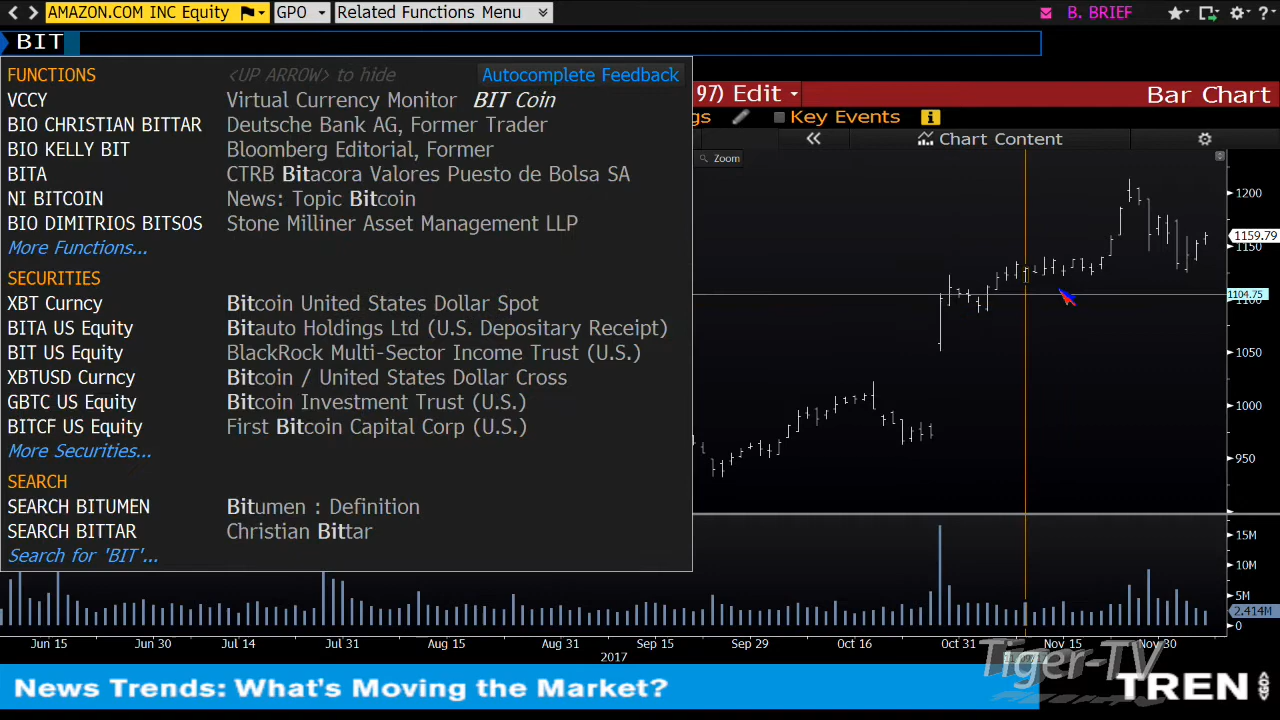 AMAZON.COM INC Equity GPO Related Functions Menu B. BRIEF ?
BIT
FUNCTIONS <UP ARROW> to hide Autocomplete Feedback
VCCY Virtual Currency Monitor BIT Coin
BIO CHRISTIAN BITTAR Deutsche Bank AG, Former Trader
BIO KELLY BIT Bloomberg Editorial, Former
BITA CTRB Bitacora Valores Puesto de Bolsa SA
NI BITCOIN News: Topic Bitcoin
BIO DIMITRIOS BITSOS Stone Milliner Asset Management LLP
More Functions...
SECURITIES
XBT Curncy Bitcoin United States Dollar Spot
BITA US Equity Bitauto Holdings Ltd (U.S. Depositary Receipt)
BIT US Equity BlackRock Multi-Sector Income Trust (U.S.)
XBTUSD Curncy Bitcoin / United States Dollar Cross
GBTC US Equity Bitcoin Investment Trust (U.S.)
BITCF US Equity First Bitcoin Capital Corp (U.S.)
More Securities...
SEARCH
SEARCH BITUMEN Bitumen : Definition
SEARCH BITTAR Christian Bittar
Search for 'BIT'...
97) Edit Bar Chart
gs Key Events
« Chart Content
Zoom
1200
1159.79
1150
1104.75
1100
1050
1000
950
15M
10M
5M
2.414M
0
Jun 15 Jun 30 Jul 14 Jul 31 Aug 15 Aug 31 Sep 15 Sep 29 Oct 16 Oct 31 Nov 15 Nov 30
2017
Tiger-TV
News Trends: What's Moving the Market? TREN <GO>